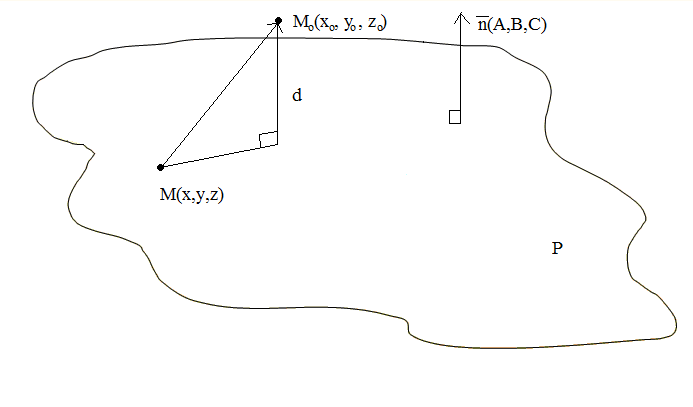 M₀(x₀, y₀, z₀)
n̅(A,B,C)
d
M(x,y,z)
P